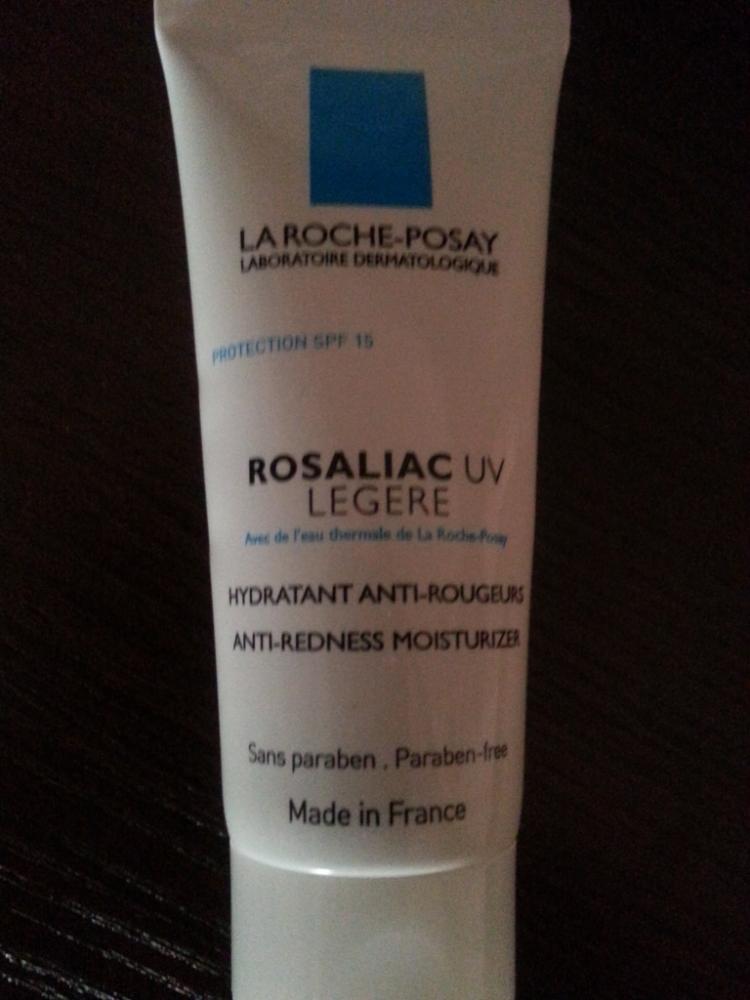 LA ROCHE-POSAY
LABORATOIRE DERMATOLOGIQUE
PROTECTION SPF 15
ROSALIAC UV
LEGERE
Avec de l'eau thermale de La Roche-Posay
HYDRATANT ANTI-ROUGEURS
ANTI-REDNESS MOISTURIZER
Sans paraben . Paraben-free
Made in France